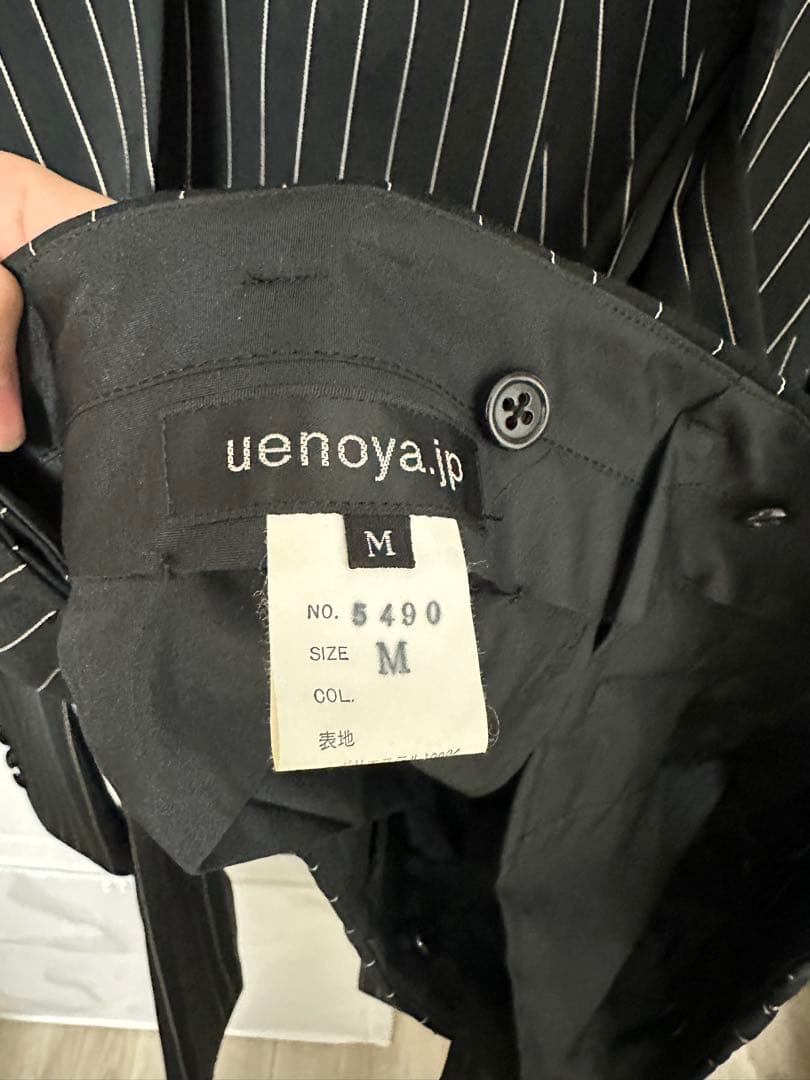 uenoya.jp
M
NO. 5490
SIZE M
COL.
表地